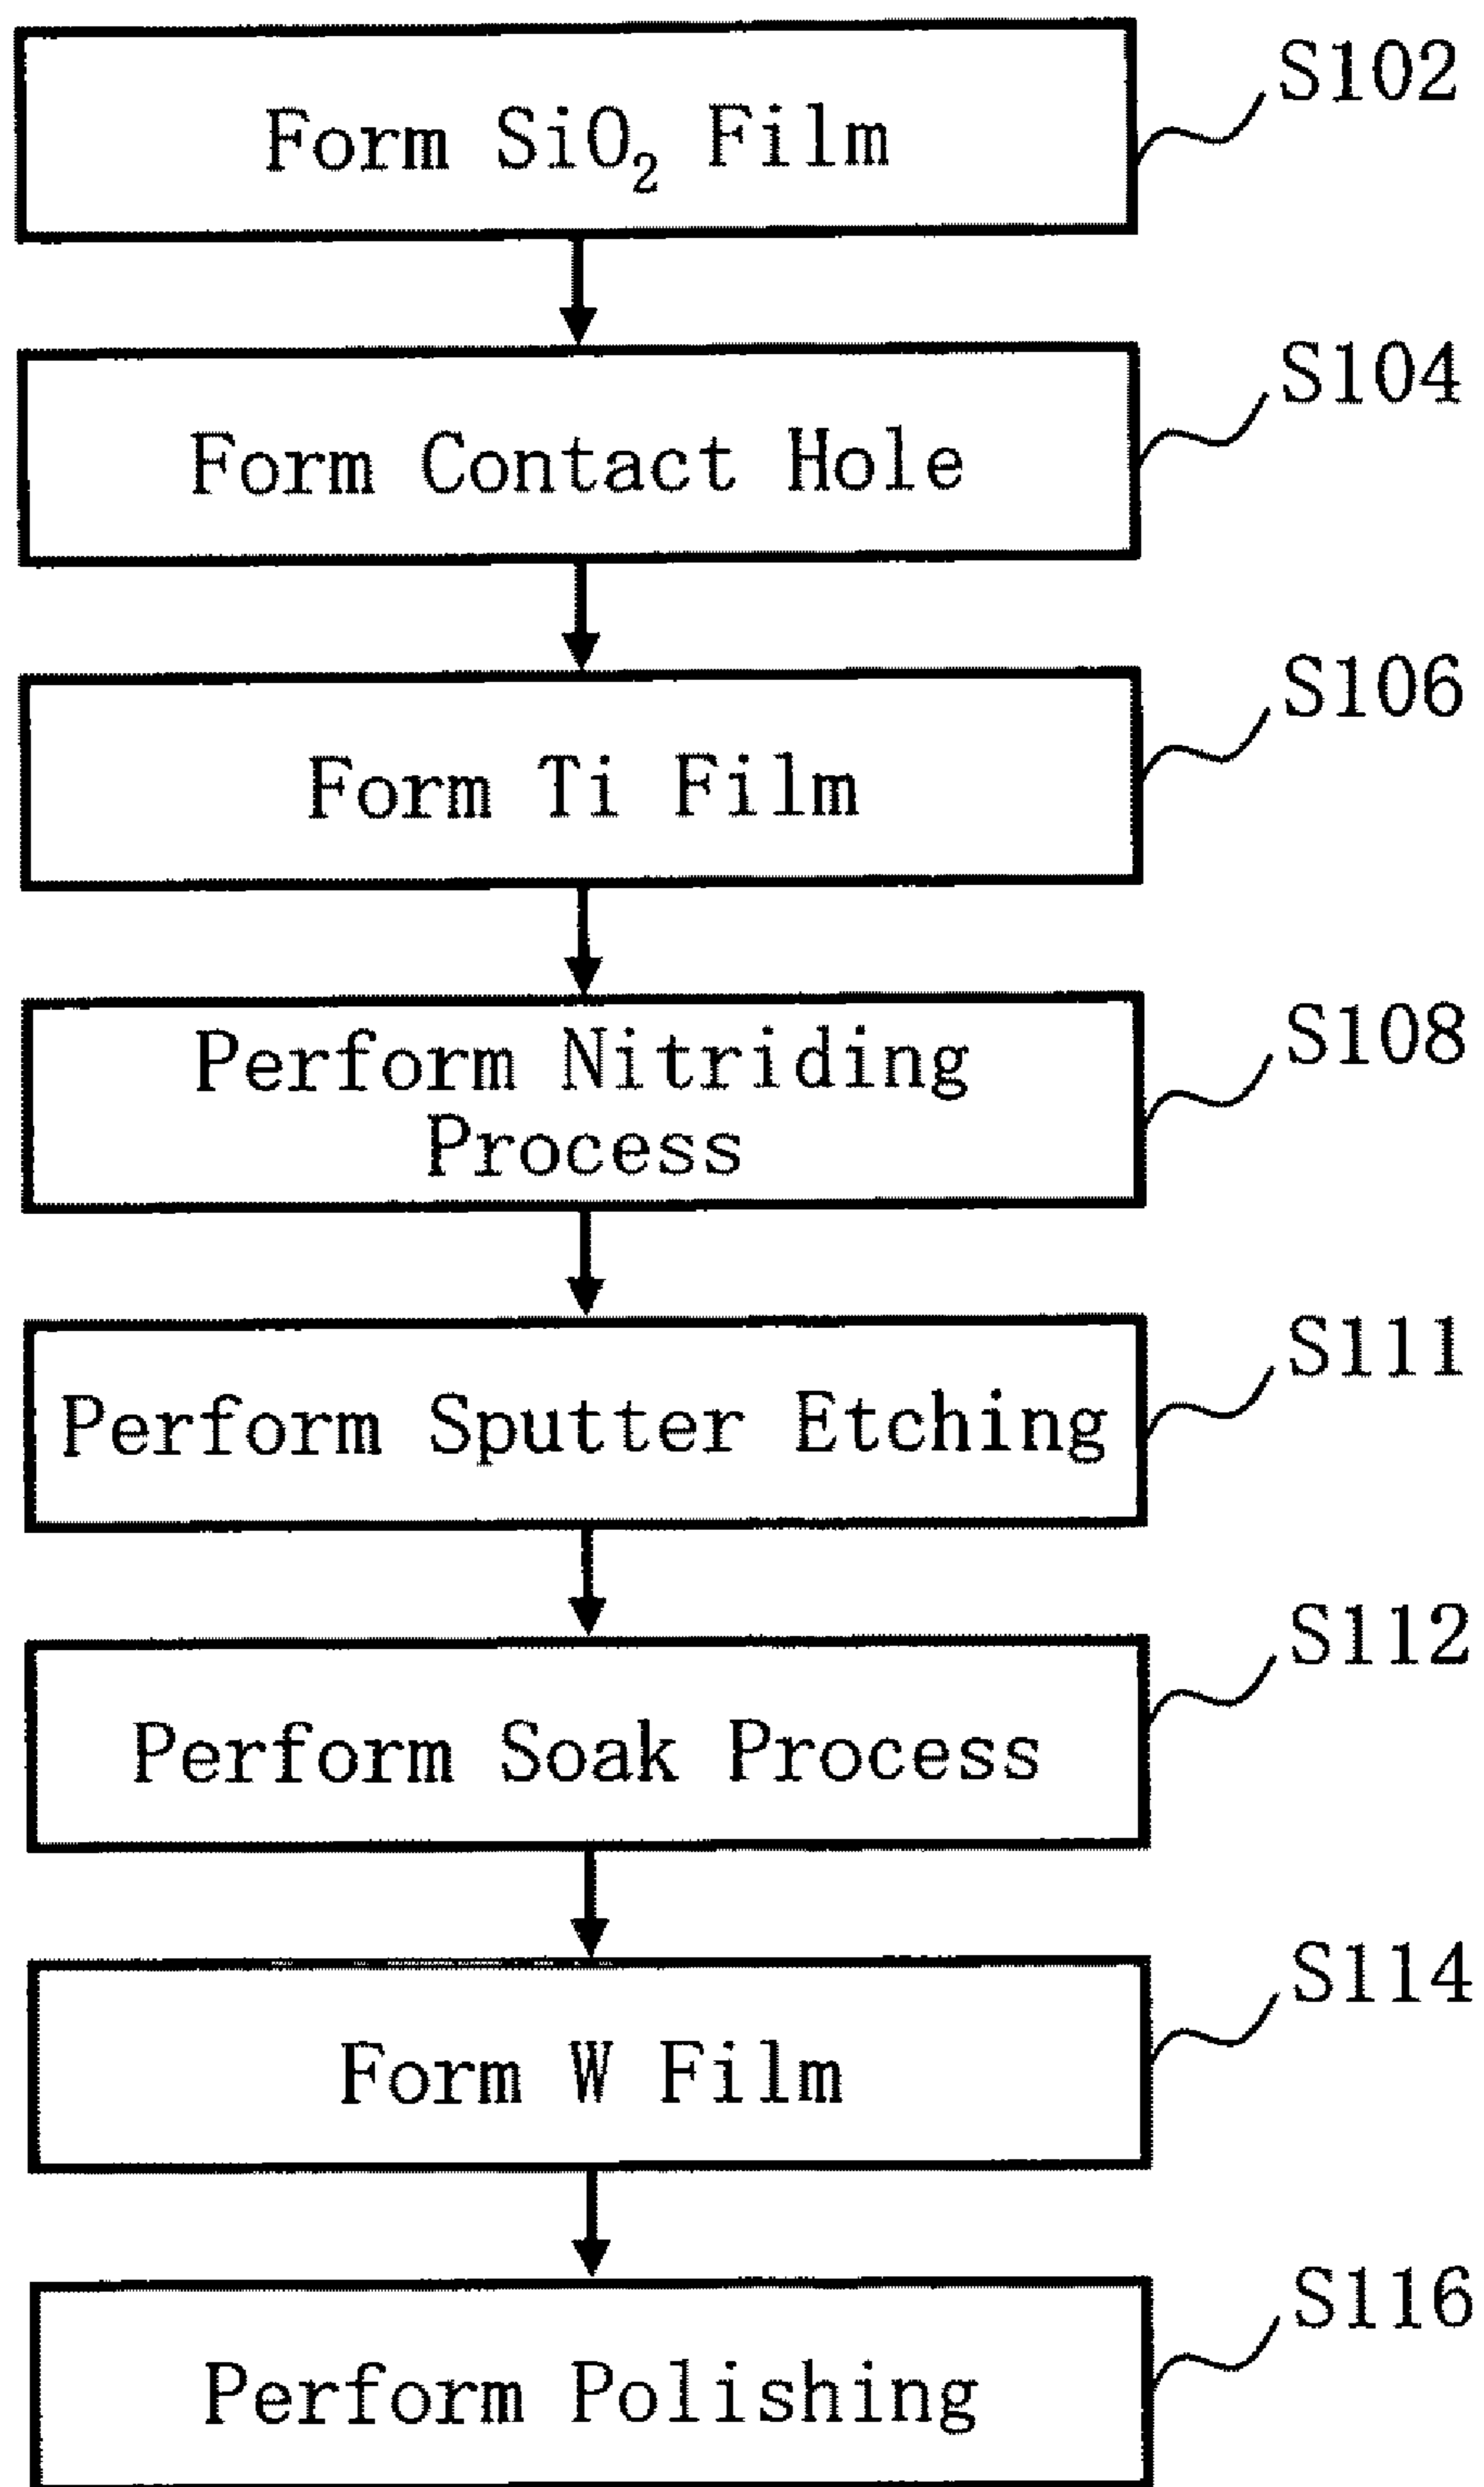 Form SiO₂ Film
S102
Form Contact Hole
S104
Form Ti Film
S106
Perform Nitriding
Process
S108
Perform Sputter Etching
S111
Perform Soak Process
S112
Form W Film
S114
Perform Polishing
S116